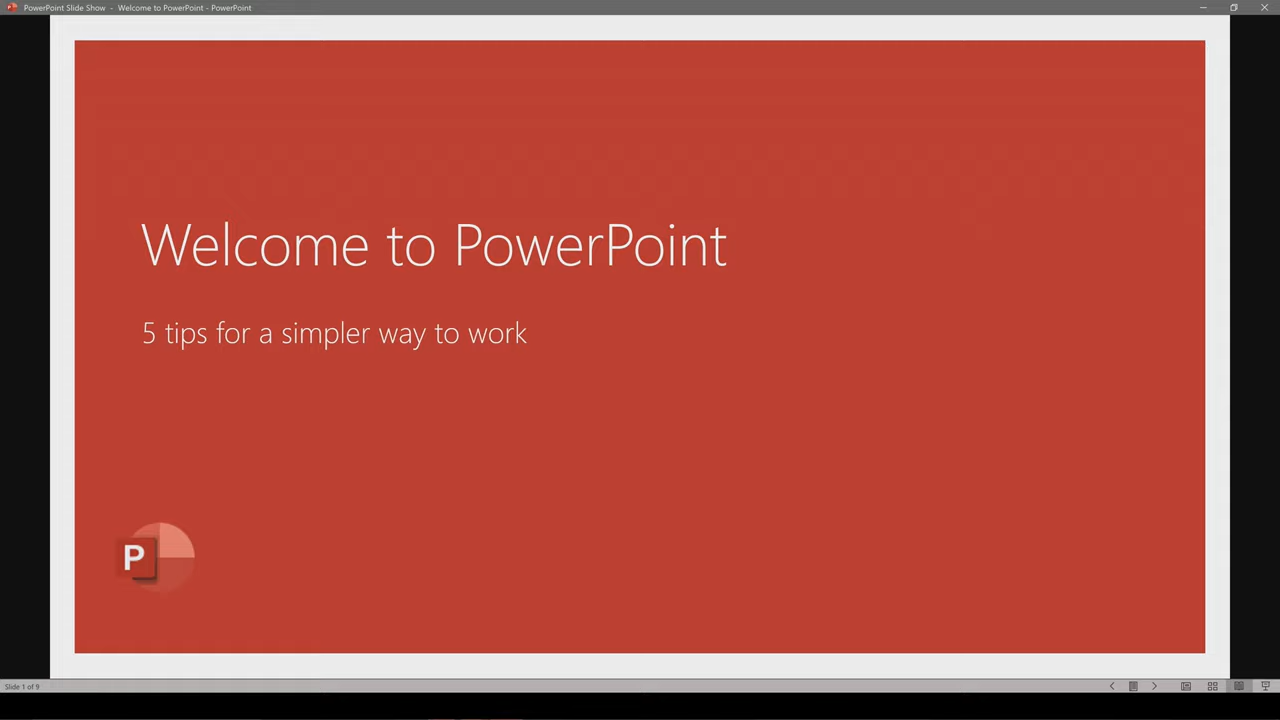 PowerPoint Slide Show - Welcome to PowerPoint - PowerPoint
Welcome to PowerPoint
5 tips for a simpler way to work
P
Slide 1 of 9